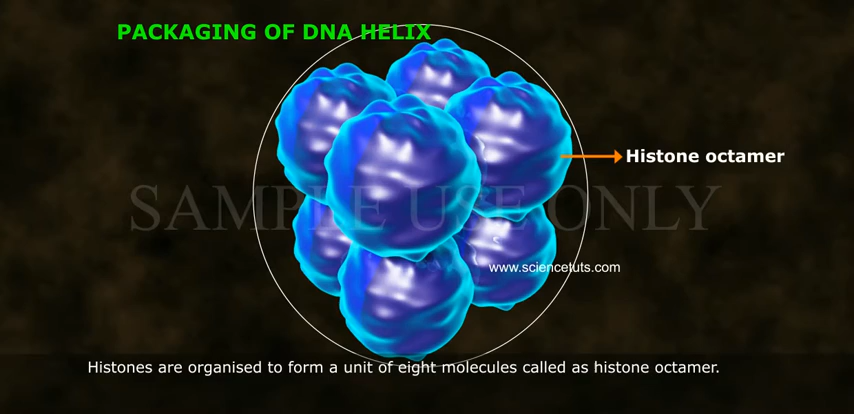 PACKAGING OF DNA HELIX
Histone octamer
SAMPLE USE ONLY
www.sciencetuts.com
Histones are organised to form a unit of eight molecules called as histone octamer.